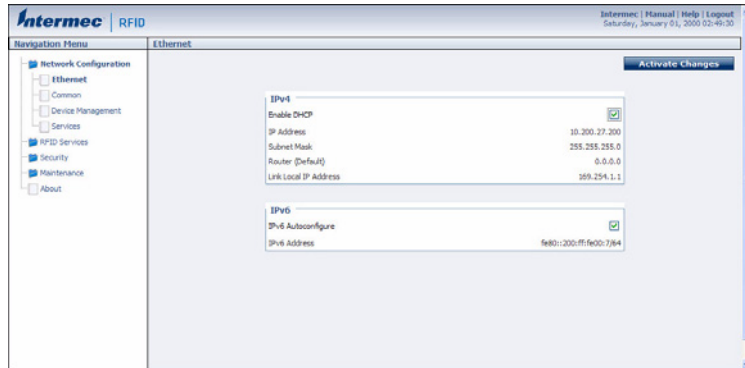 Intermec RFID
Intermec | Manual | Help | Logout
Saturday, January 01, 2000 02:49:30
Navigation Menu
Ethernet
Network Configuration
Ethernet
Common
Device Management
Services
RFID Services
Security
Maintenance
About
Activate Changes
IPv4
Enable DHCP
IP Address 10.200.27.200
Subnet Mask 255.255.255.0
Router (Default) 0.0.0.0
Link Local IP Address 169.254.1.1
IPv6
IPv6 Autoconfigure
IPv6 Address fe80::200:ff:fe00:7/64